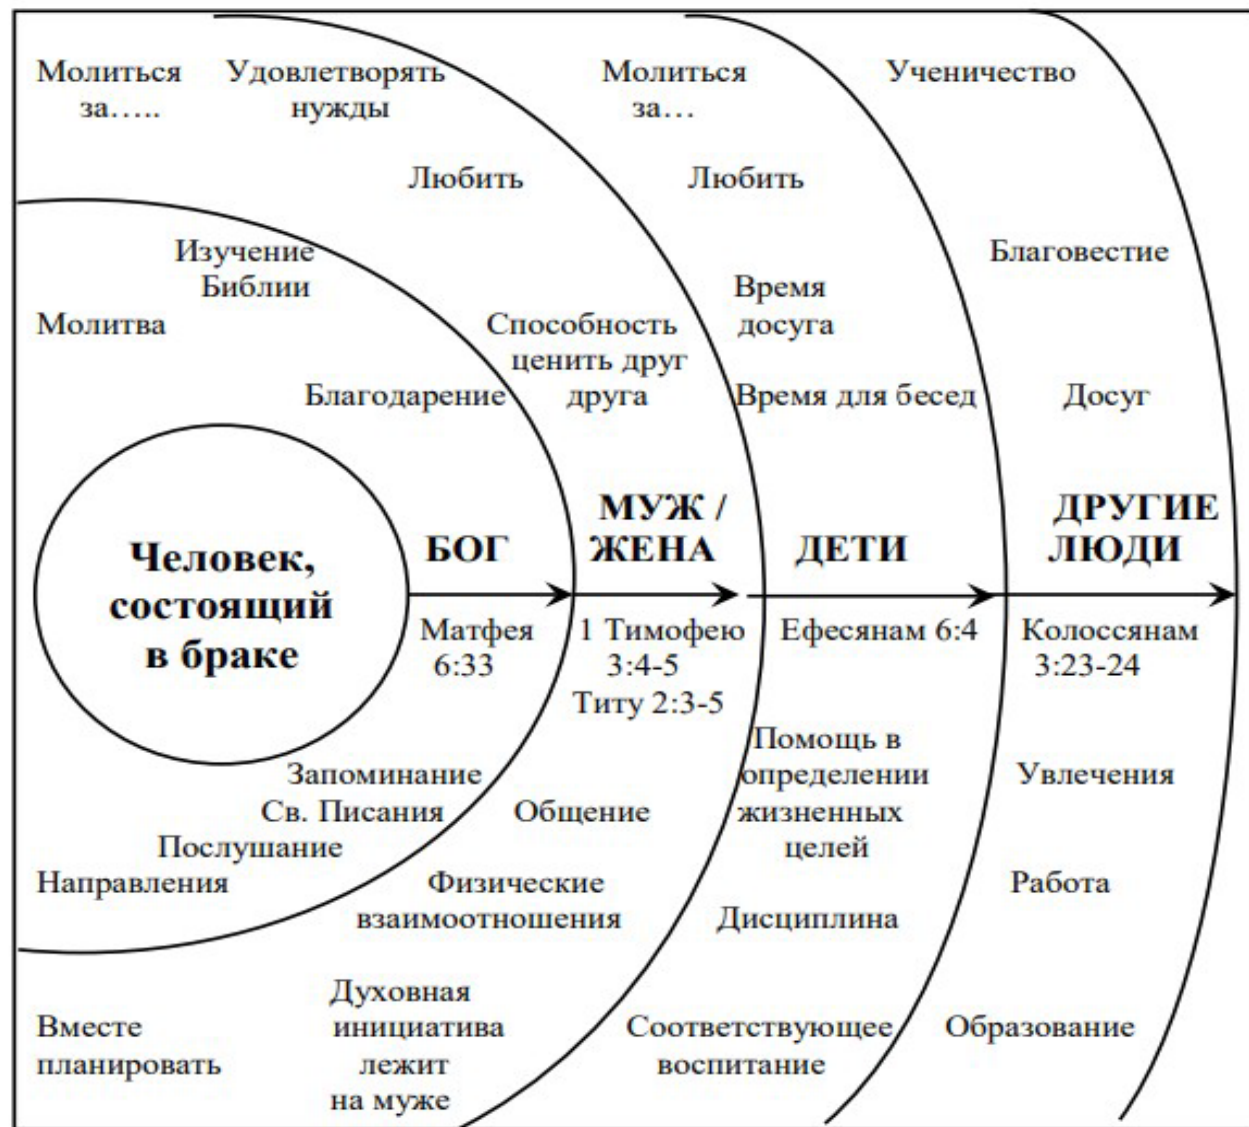 Молиться
за…..
Удовлетворять
нужды
Молиться
за…
Ученичество
Любить
Любить
Изучение
Библии
Благовестие
Время
досуга
Молитва
Способность
ценить друг
друга
Благодарение
Время для бесед
Досуг
Человек,
состоящий
в браке
БОГ
МУЖ /
ЖЕНА
ДЕТИ
ДРУГИЕ
ЛЮДИ
Матфея
6:33
1 Тимофею
3:4-5
Титу 2:3-5
Ефесянам 6:4
Колоссянам
3:23-24
Запоминание
Св. Писания
Послушание
Направления
Общение
Физические
взаимоотношения
Помощь в
определении
жизненных
целей
Дисциплина
Увлечения
Работа
Вместе
планировать
Духовная
инициатива
лежит
на муже
Соответствующее
воспитание
Образование